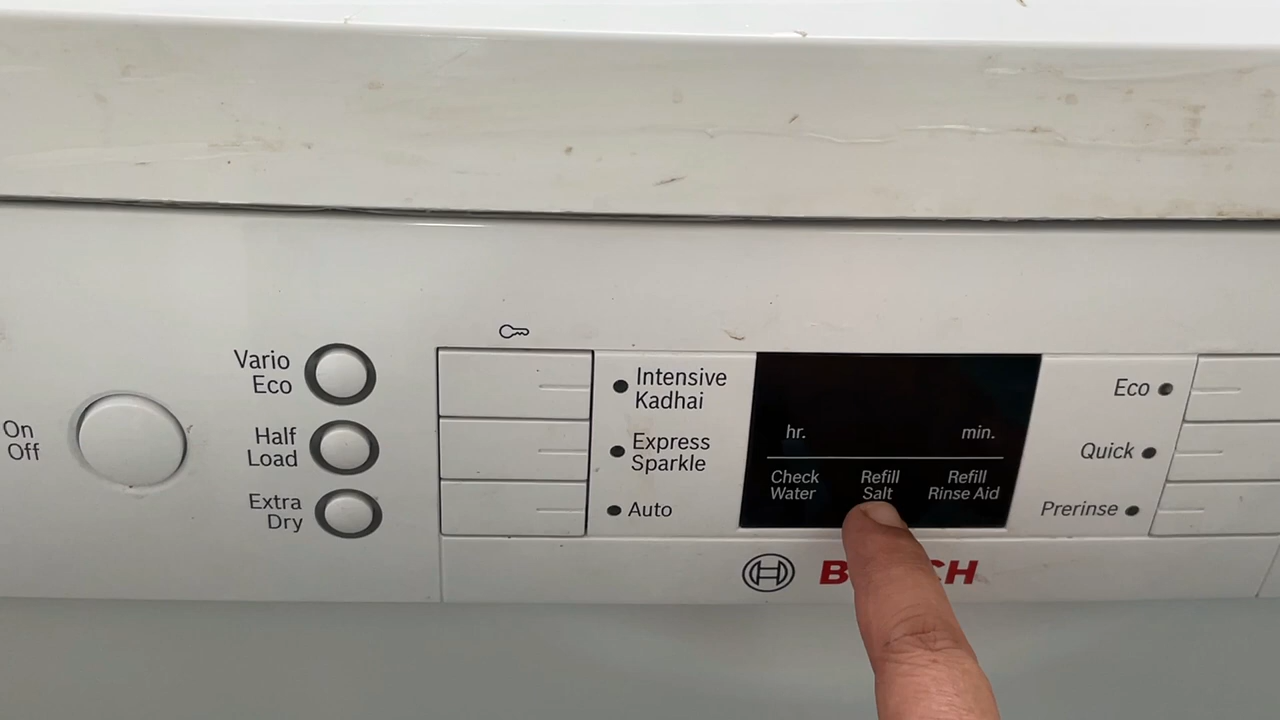 On
Off
Vario
Eco
Half
Load
Extra
Dry
Intensive
Kadhai
Express
Sparkle
Auto
hr.
min.
Check
Water
Refill
Salt
Refill
Rinse Aid
Eco
Quick
Prerinse